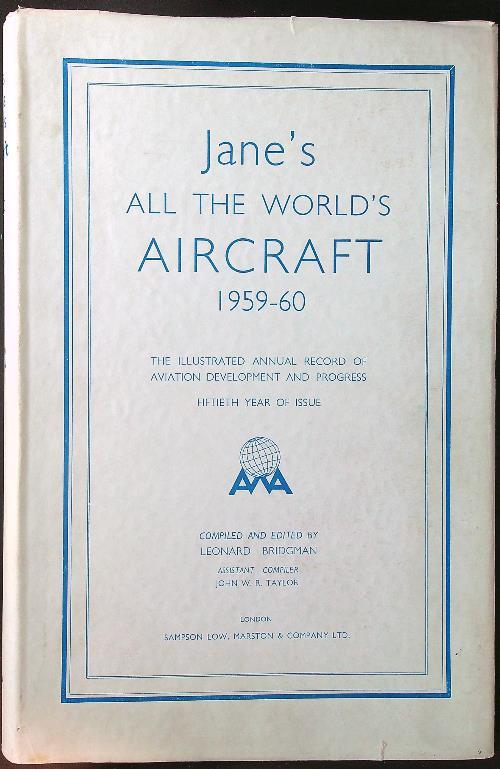 Jane's
ALL THE WORLD'S
AIRCRAFT
1959-60
THE ILLUSTRATED ANNUAL RECORD OF
AVIATION DEVELOPMENT AND PROGRESS
FIFTIETH YEAR OF ISSUE
AWA
COMPILED AND EDITED BY
LEONARD BRIDGMAN
ASSISTANT COMPILER
JOHN W. R. TAYLOR
LONDON
SAMPSON LOW, MARSTON & COMPANY LTD.